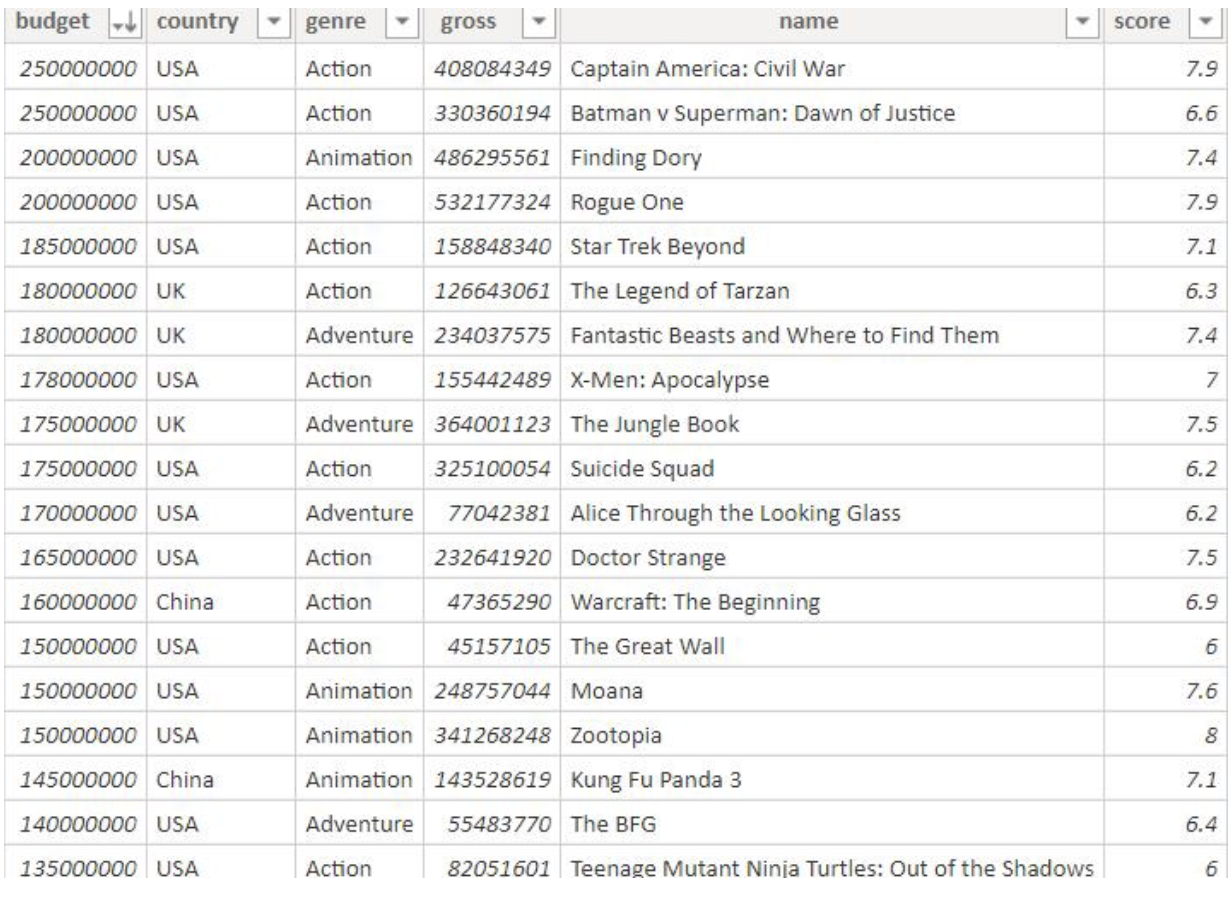 budget country genre gross name score
250000000 USA Action 408084349 Captain America: Civil War 7.9
250000000 USA Action 330360194 Batman v Superman: Dawn of Justice 6.6
200000000 USA Animation 486295561 Finding Dory 7.4
200000000 USA Action 532177324 Rogue One 7.9
185000000 USA Action 158848340 Star Trek Beyond 7.1
180000000 UK Action 126643061 The Legend of Tarzan 6.3
180000000 UK Adventure 234037575 Fantastic Beasts and Where to Find Them 7.4
178000000 USA Action 155442489 X-Men: Apocalypse 7
175000000 UK Adventure 364001123 The Jungle Book 7.5
175000000 USA Action 325100054 Suicide Squad 6.2
170000000 USA Adventure 77042381 Alice Through the Looking Glass 6.2
165000000 USA Action 232641920 Doctor Strange 7.5
160000000 China Action 47365290 Warcraft: The Beginning 6.9
150000000 USA Action 45157105 The Great Wall 6
150000000 USA Animation 248757044 Moana 7.6
150000000 USA Animation 341268248 Zootopia 8
145000000 China Animation 143528619 Kung Fu Panda 3 7.1
140000000 USA Adventure 55483770 The BFG 6.4
135000000 USA Action 82051601 Teenage Mutant Ninja Turtles: Out of the Shadows 6